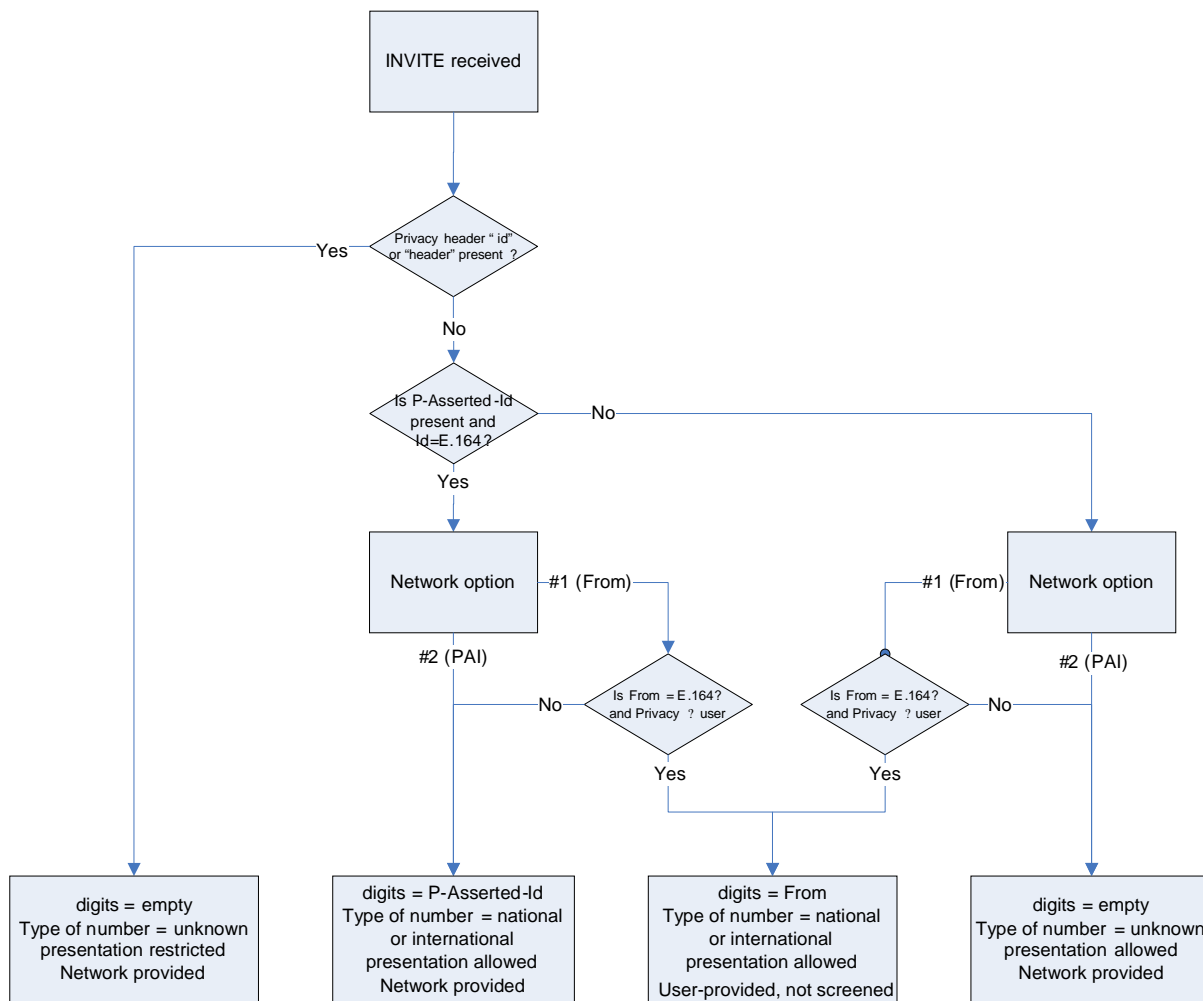 INVITE received
Privacy header “ id”
or “header” present ?
Yes
No
Is P-Asserted-Id
present and
Id=E.164?
No
Yes
Network option
#1 (From)
#2 (PAI)
#1 (From)
Network option
#2 (PAI)
Is From = E.164?
and Privacy ? user
No
Yes
Is From = E.164?
and Privacy ? user
No
Yes
digits = empty
Type of number = unknown
presentation restricted
Network provided
digits = P-Asserted-Id
Type of number = national
or international
presentation allowed
Network provided
digits = From
Type of number = national
or international
presentation allowed
User-provided, not screened
digits = empty
Type of number = unknown
presentation allowed
Network provided